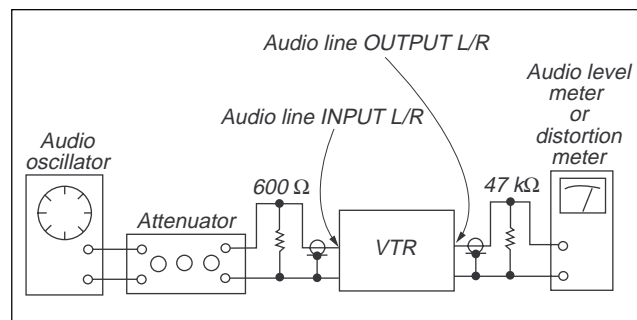 Audio line OUTPUT L/R
Audio level
meter
or
distortion
meter
Audio line INPUT L/R
Audio
oscillator
600 Ω
47 kΩ
Attenuator
VTR